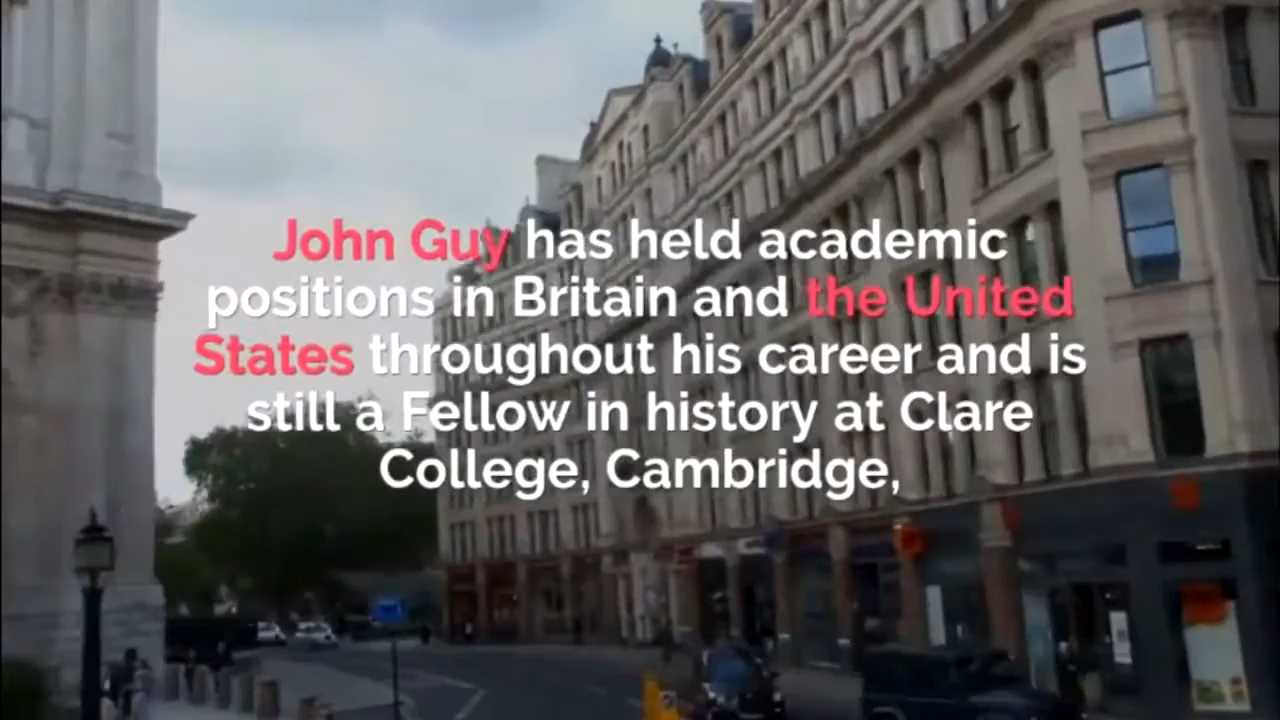 John Guy has held academic
positions in Britain and the United
States throughout his career and is
still a Fellow in history at Clare
College, Cambridge,